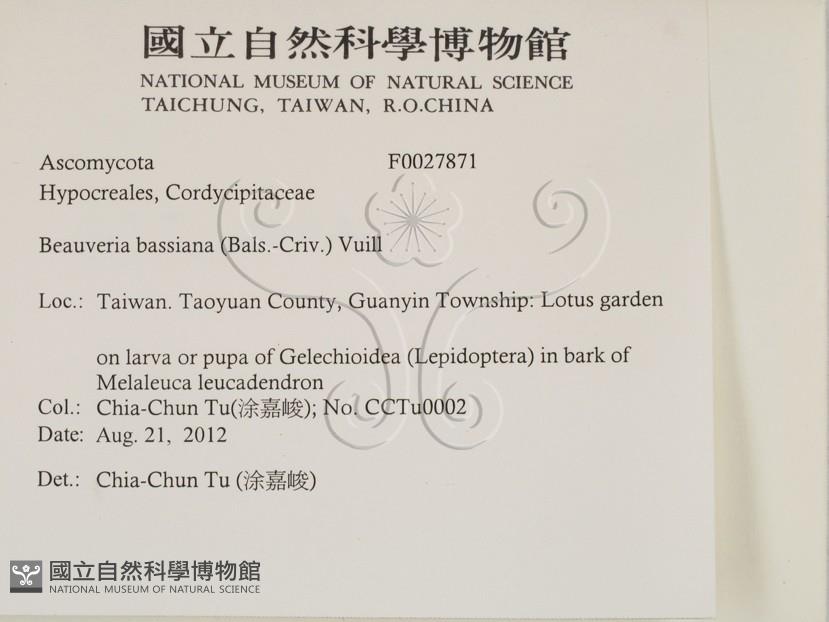 國立自然科學博物館
NATIONAL MUSEUM OF NATURAL SCIENCE
TAICHUNG, TAIWAN, R.O.CHINA
Ascomycota F0027871
Hypocreales, Cordycipitaceae
Beauveria bassiana (Bals.-Criv.) Vuill
Loc.: Taiwan. Taoyuan County, Guanyin Township: Lotus garden
on larva or pupa of Gelechioidea (Lepidoptera) in bark of
Melaleuca leucadendron
Col.: Chia-Chun Tu(涂嘉峻); No. CCTu0002
Date: Aug. 21, 2012
Det.: Chia-Chun Tu (涂嘉峻)
國立自然科學博物館
NATIONAL MUSEUM OF NATURAL SCIENCE